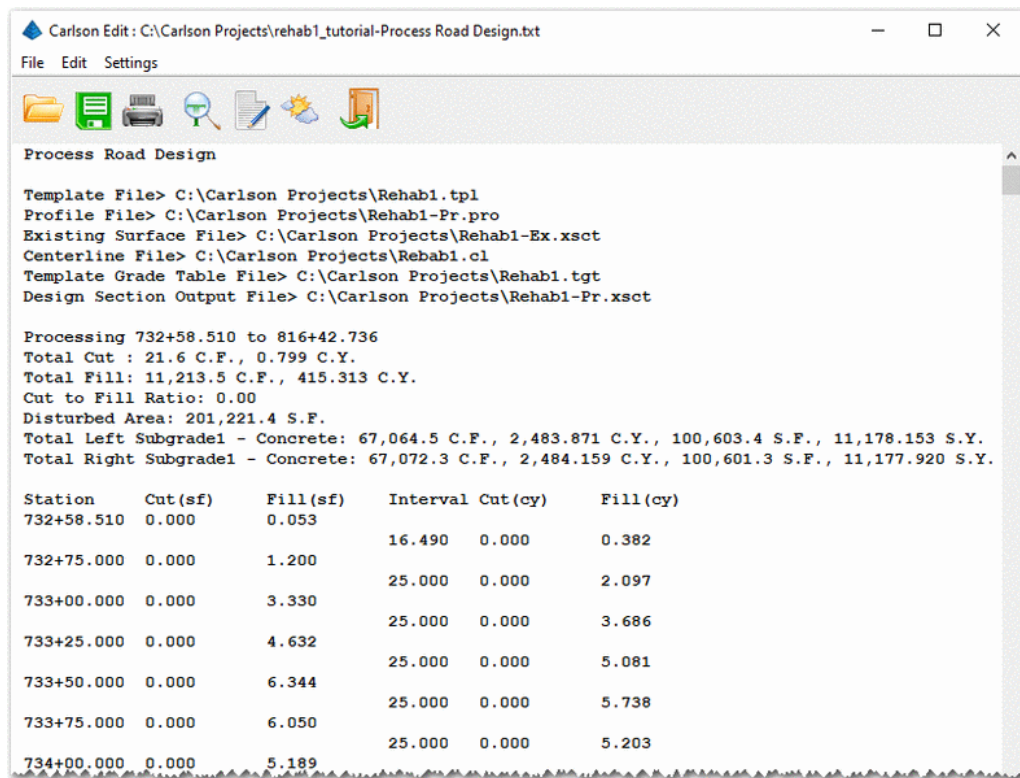 Carlson Edit : C:\Carlson Projects\rehab1_tutorial-Process Road Design.txt
File Edit Settings
Process Road Design
Template File> C:\Carlson Projects\Rehab1.tpl
Profile File> C:\Carlson Projects\Rehab1-Pr.pro
Existing Surface File> C:\Carlson Projects\Rehab1-Ex.xsct
Centerline File> C:\Carlson Projects\Rebab1.cl
Template Grade Table File> C:\Carlson Projects\Rehab1.tgt
Design Section Output File> C:\Carlson Projects\Rehab1-Pr.xsct
Processing 732+58.510 to 816+42.736
Total Cut : 21.6 C.F., 0.799 C.Y.
Total Fill: 11,213.5 C.F., 415.313 C.Y.
Cut to Fill Ratio: 0.00
Disturbed Area: 201,221.4 S.F.
Total Left Subgrade1 - Concrete: 67,064.5 C.F., 2,483.871 C.Y., 100,603.4 S.F., 11,178.153 S.Y.
Total Right Subgrade1 - Concrete: 67,072.3 C.F., 2,484.159 C.Y., 100,601.3 S.F., 11,177.920 S.Y.
Station Cut(sf) Fill(sf) Interval Cut(cy) Fill(cy)
732+58.510 0.000 0.053
16.490 0.000 0.382
732+75.000 0.000 1.200
25.000 0.000 2.097
733+00.000 0.000 3.330
25.000 0.000 3.686
733+25.000 0.000 4.632
25.000 0.000 5.081
733+50.000 0.000 6.344
25.000 0.000 5.738
733+75.000 0.000 6.050
25.000 0.000 5.203
734+00.000 0.000 5.189